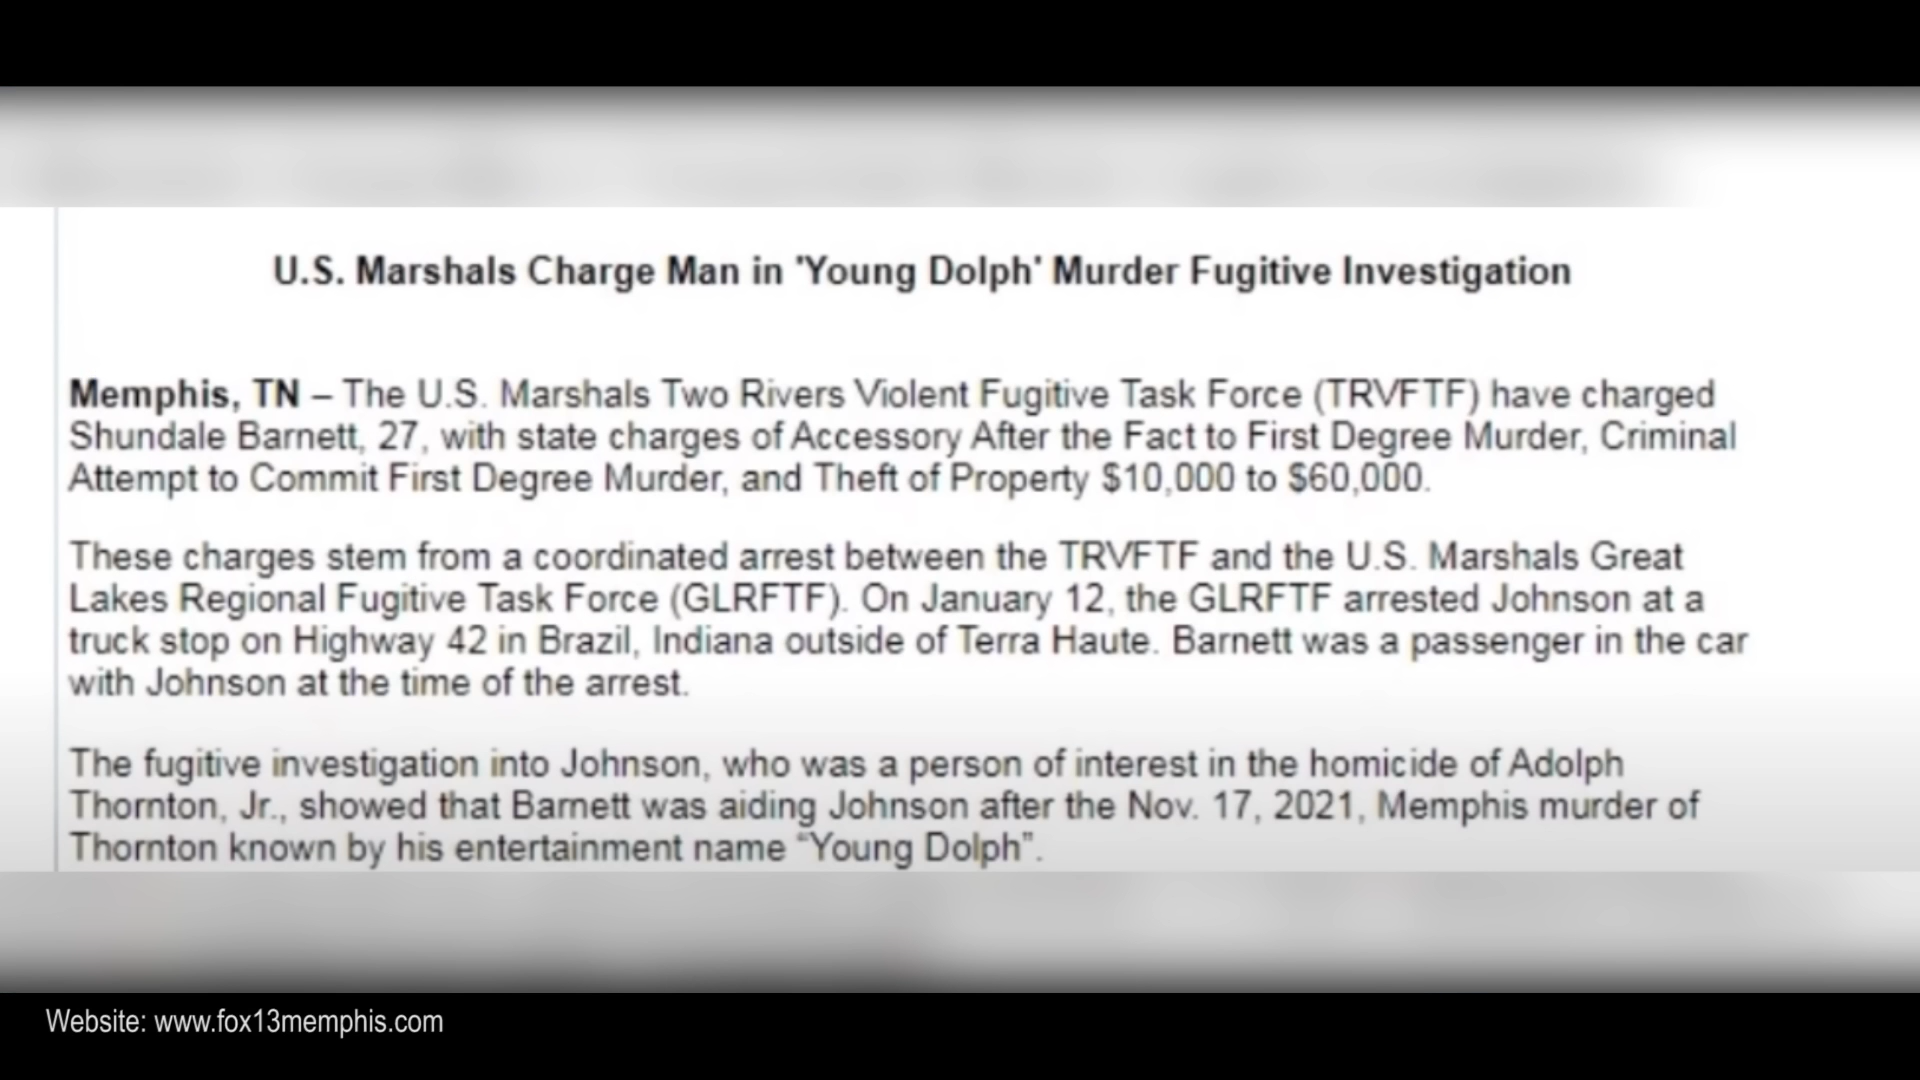 U.S. Marshals Charge Man in 'Young Dolph' Murder Fugitive Investigation
Memphis, TN – The U.S. Marshals Two Rivers Violent Fugitive Task Force (TRVFTF) have charged
Shundale Barnett, 27, with state charges of Accessory After the Fact to First Degree Murder, Criminal
Attempt to Commit First Degree Murder, and Theft of Property $10,000 to $60,000.
These charges stem from a coordinated arrest between the TRVFTF and the U.S. Marshals Great
Lakes Regional Fugitive Task Force (GLRFTF). On January 12, the GLRFTF arrested Johnson at a
truck stop on Highway 42 in Brazil, Indiana outside of Terra Haute. Barnett was a passenger in the car
with Johnson at the time of the arrest.
The fugitive investigation into Johnson, who was a person of interest in the homicide of Adolph
Thornton, Jr., showed that Barnett was aiding Johnson after the Nov. 17, 2021, Memphis murder of
Thornton known by his entertainment name “Young Dolph”.
Website: www.fox13memphis.com